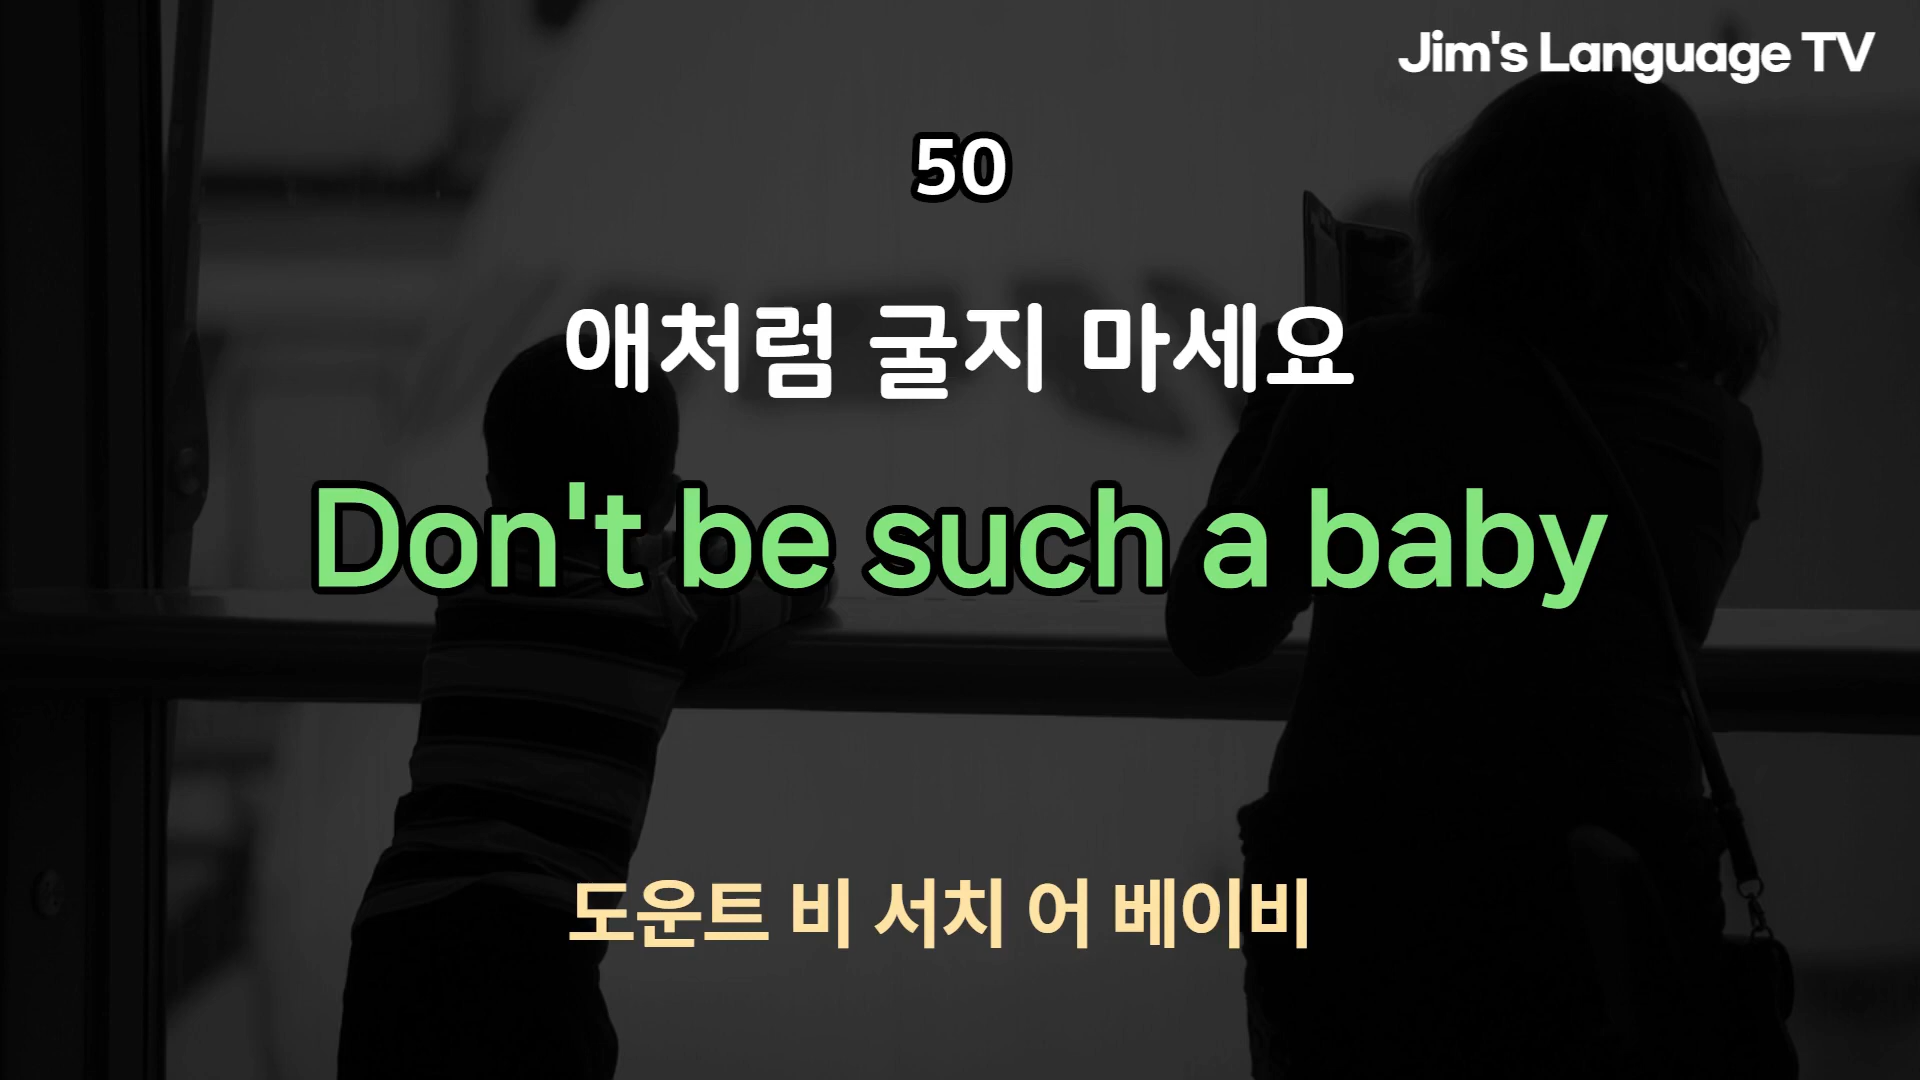 Jim's Language TV
50
애처럼 굴지 마세요
Don't be such a baby
도운트 비 서치 어 베이비